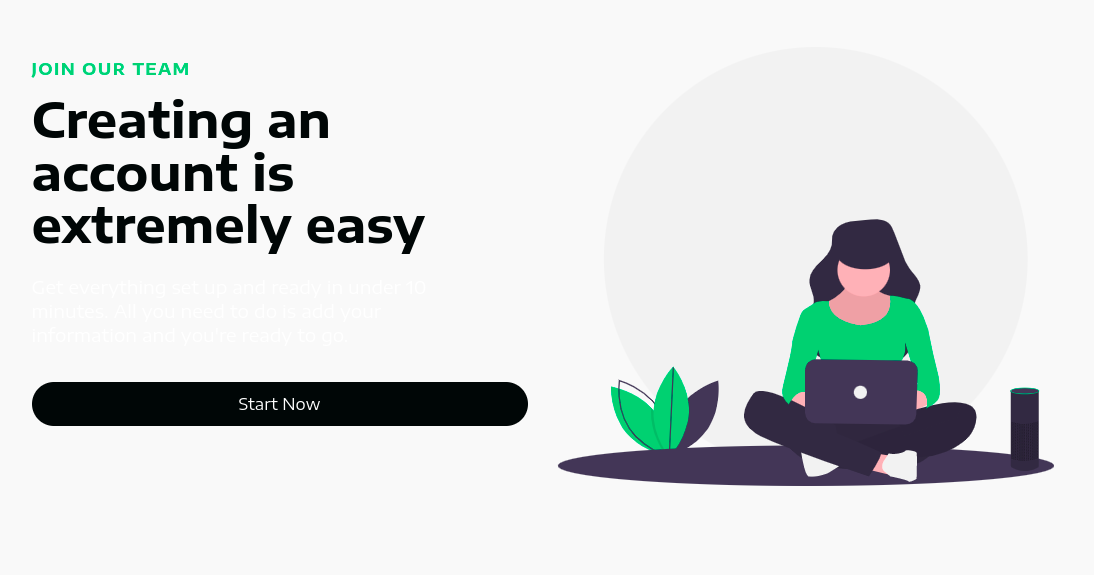 JOIN OUR TEAM
Creating an
account is
extremely easy
Get everything set up and ready in under 10
minutes. All you need to do is add your
information and you're ready to go.
Start Now